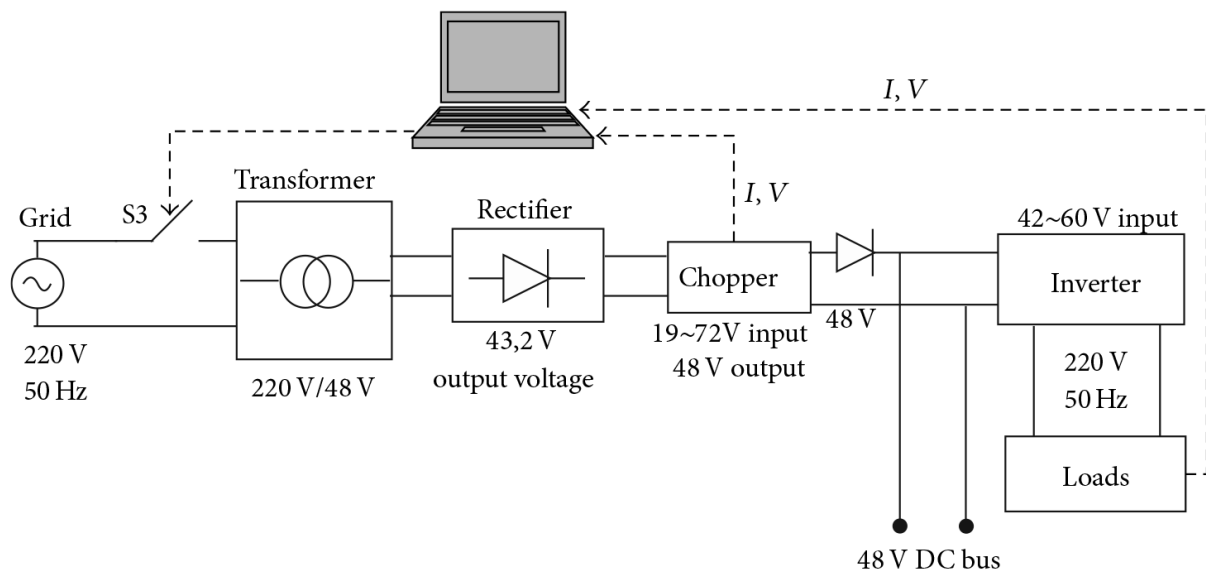 I, V
I, V
Transformer
Grid
S3
Rectifier
42~60 V input
Chopper
Inverter
48 V
220 V
50 Hz
220 V/48 V
43,2 V
output voltage
19~72V input
48 V output
220 V
50 Hz
Loads
48 V DC bus